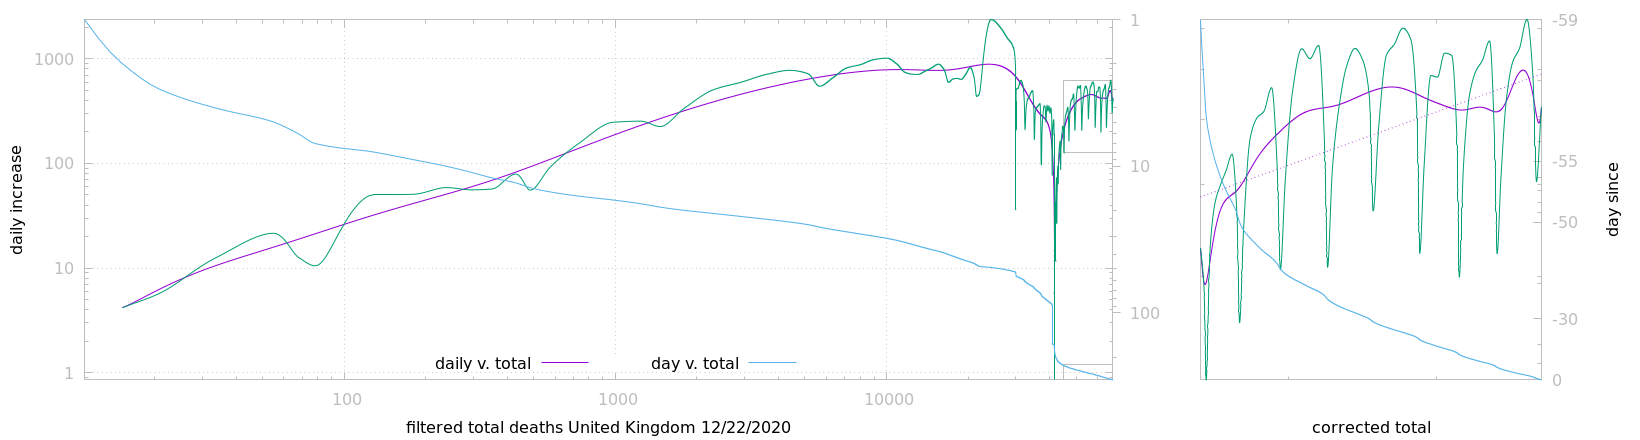 daily increase
1000
100
10
1
daily v. total
day v. total
100
1000
10000
filtered total deaths United Kingdom 12/22/2020
1
10
100
-59
-55
-50
-30
0
day since
corrected total